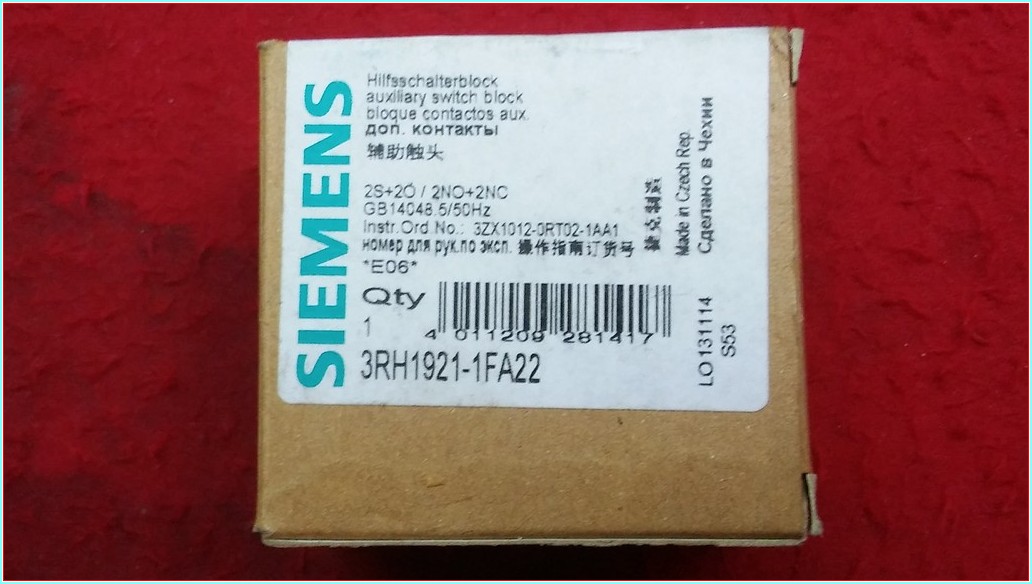 SIEMENS
Hilfsschalterblock
auxiliary switch block
bloque contactos aux.
доп. контакты
辅助触头
2S+2Ö / 2NO+2NC
GB14048.5/50Hz
Instr.Ord.No.: 3ZX1012-0RT02-1AA1
номер для рук.по эксп. 操作指南订货号
*E06*
Qty
1
4 011209 281417
3RH1921-1FA22
捷克制造
Made in Czech Rep.
Сделано в Чехии
LO131114
S53